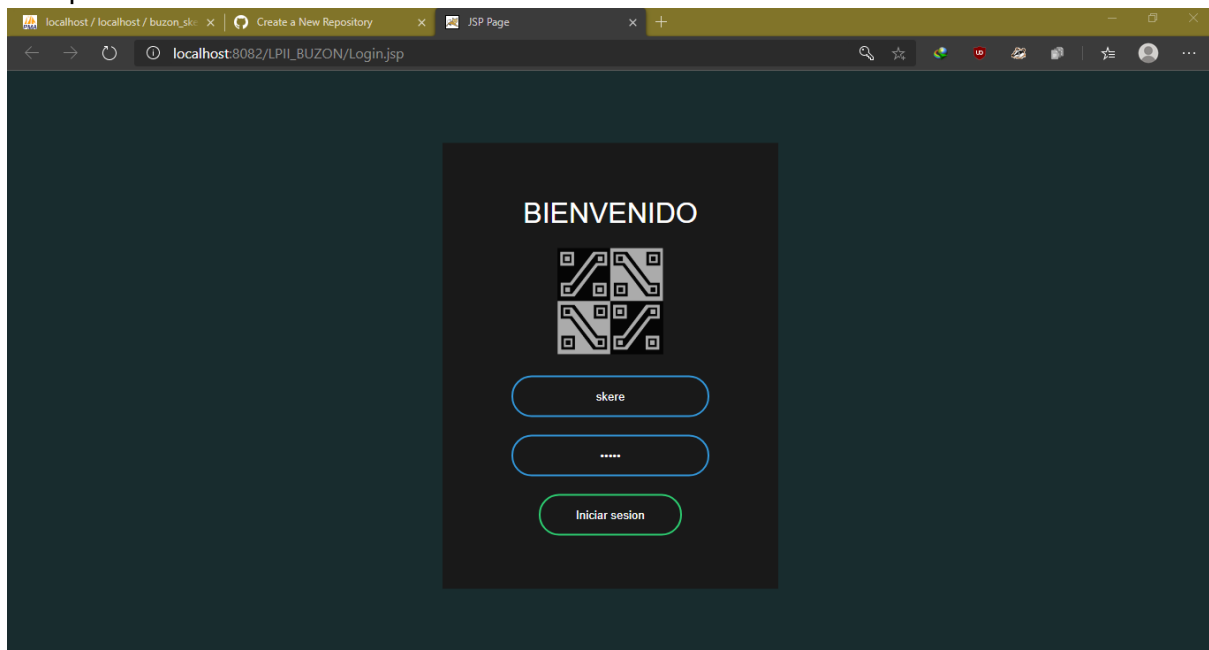 localhost / localhost / buzon_ske
Create a New Repository
JSP Page
localhost:8082/LPII_BUZON/Login.jsp
BIENVENIDO
skere
•••••
Iniciar sesion